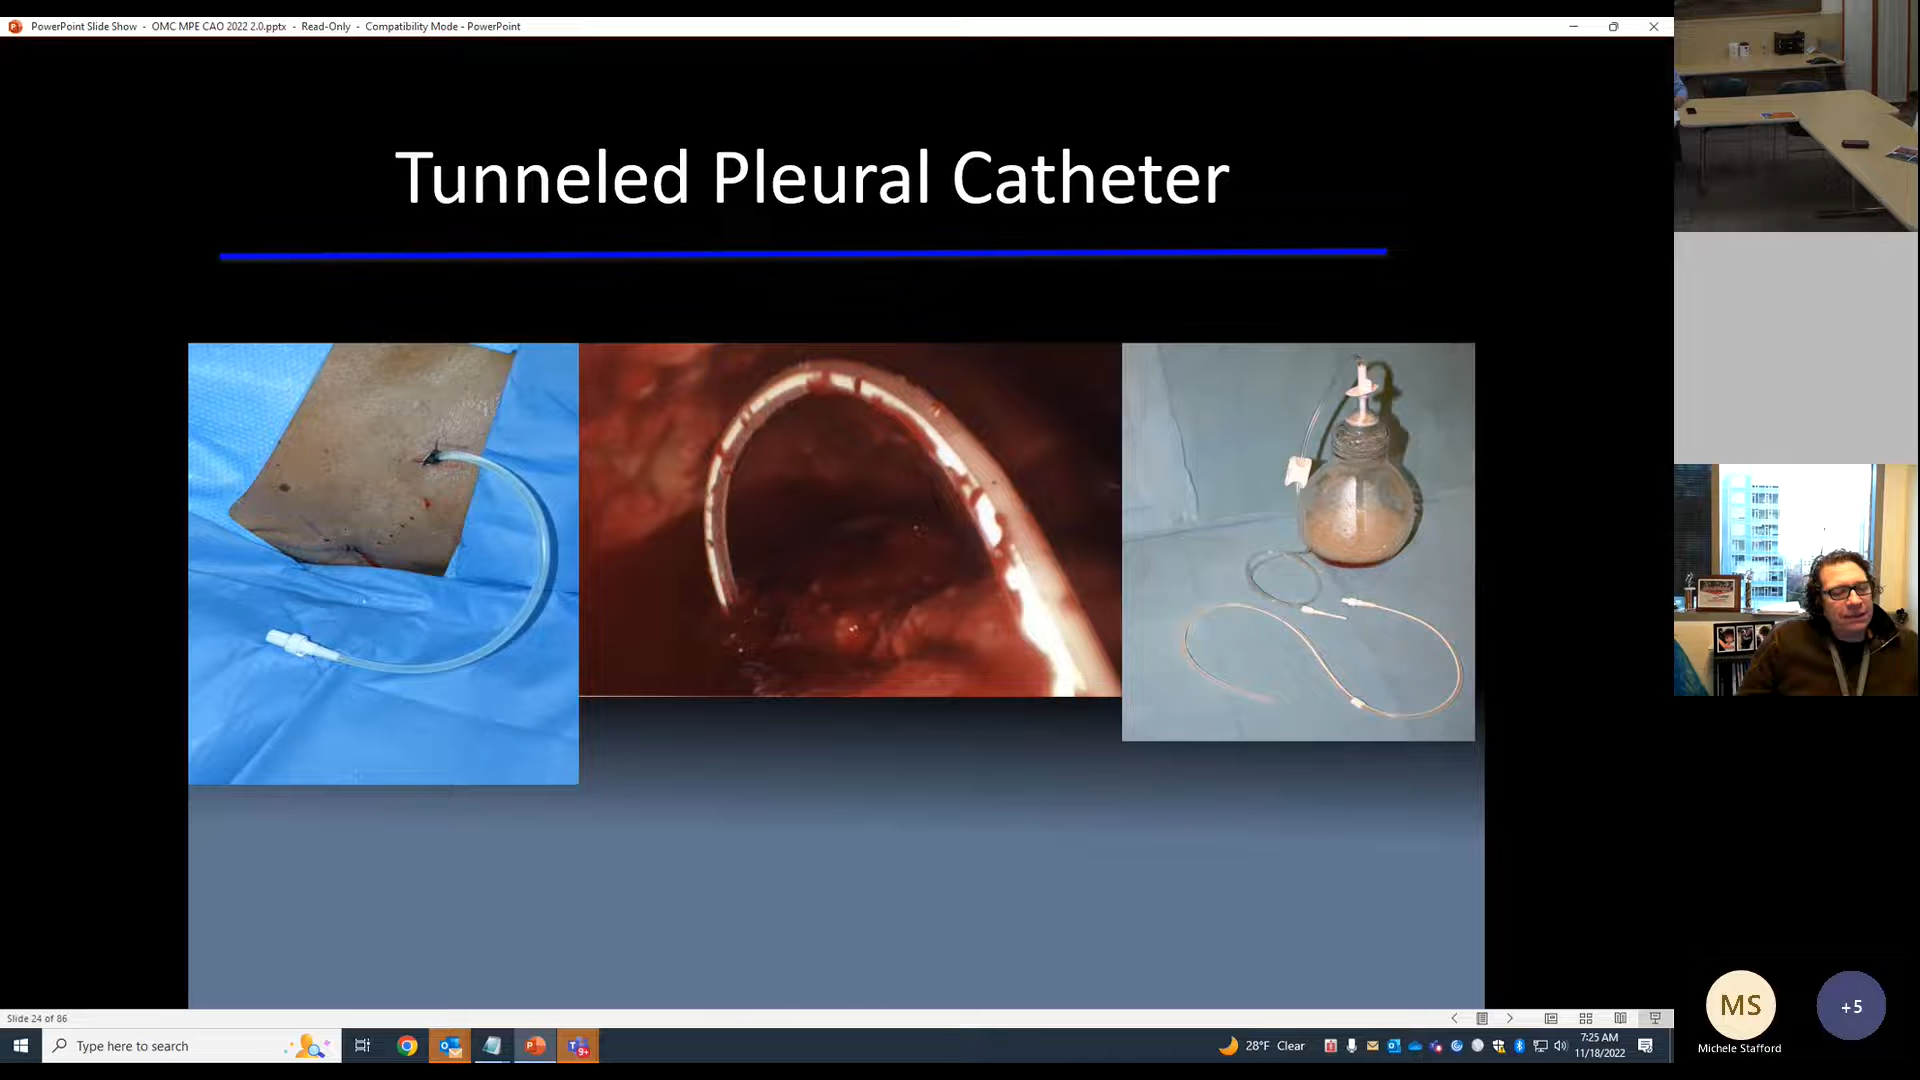 PowerPoint Slide Show - OMC MPE CAO 2022 2.0.pptx - Read-Only - Compatibility Mode - PowerPoint
Tunneled Pleural Catheter
Slide 24 of 86
Type here to search
9+
28°F Clear
7:25 AM
11/18/2022
MS
+5
Michele Stafford